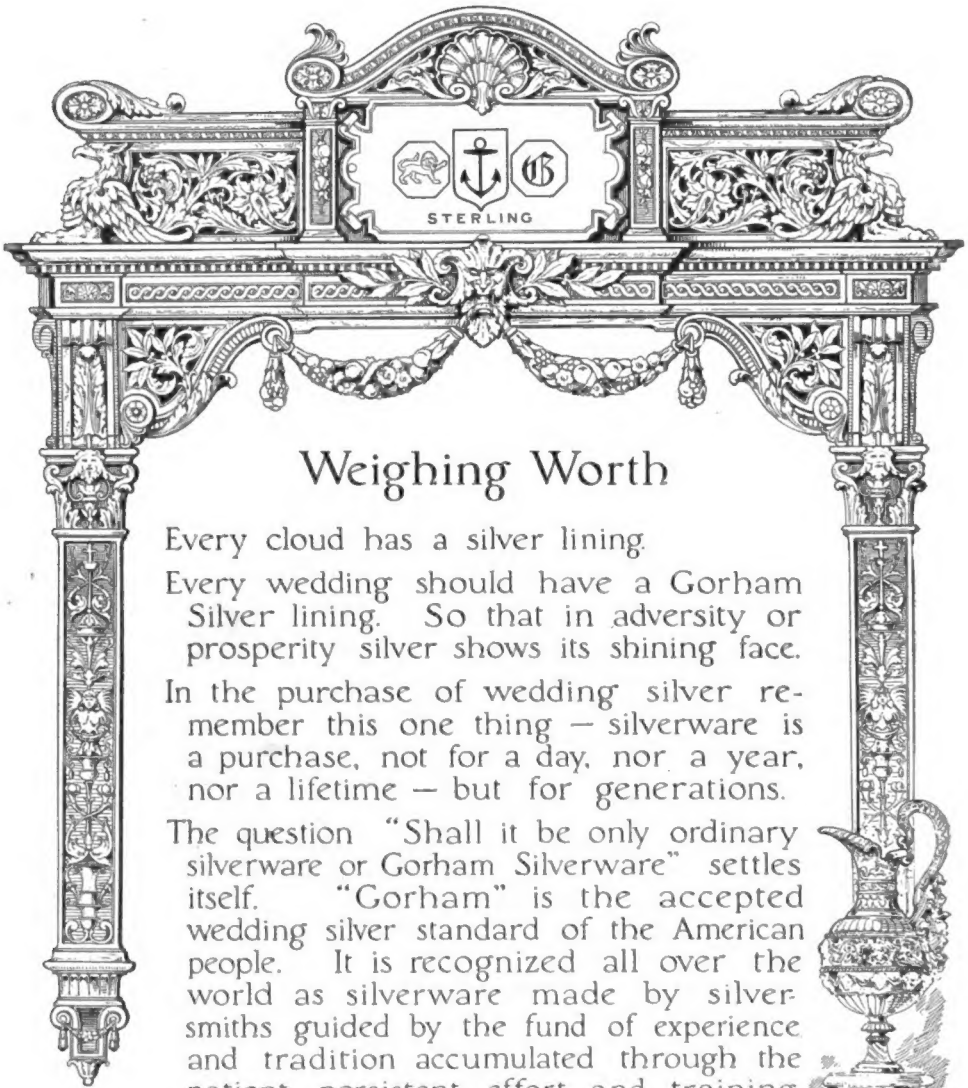 G
STERLING
Weighing Worth
Every cloud has a silver lining.
Every wedding should have a Gorham
Silver lining. So that in adversity or
prosperity silver shows its shining face.
In the purchase of wedding silver re-
member this one thing — silverware is
a purchase, not for a day, nor a year,
nor a lifetime — but for generations.
The question "Shall it be only ordinary
silverware or Gorham Silverware" settles
itself. "Gorham" is the accepted
wedding silver standard of the American
people. It is recognized all over the
world as silverware made by silver-
smiths guided by the fund of experience
and tradition accumulated through the
patient, persistent effort and training